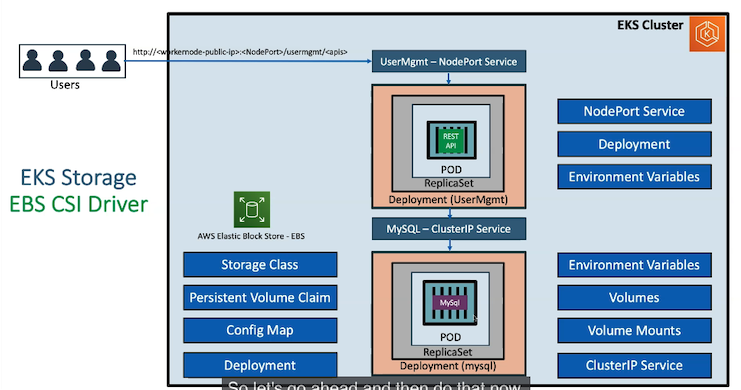 EKS Cluster
http://<workernode-public-ip>:<NodePort>/usermgmt/<apis>
Users
UserMgmt – NodePort Service
REST
API
POD
ReplicaSet
Deployment (UserMgmt)
NodePort Service
Deployment
Environment Variables
EKS Storage
EBS CSI Driver
AWS Elastic Block Store - EBS
MySQL – ClusterIP Service
Storage Class
Persistent Volume Claim
Config Map
Deployment
MySql
POD
ReplicaSet
Deployment (mysql)
Environment Variables
Volumes
Volume Mounts
ClusterIP Service
So let's go ahead and then do that now.